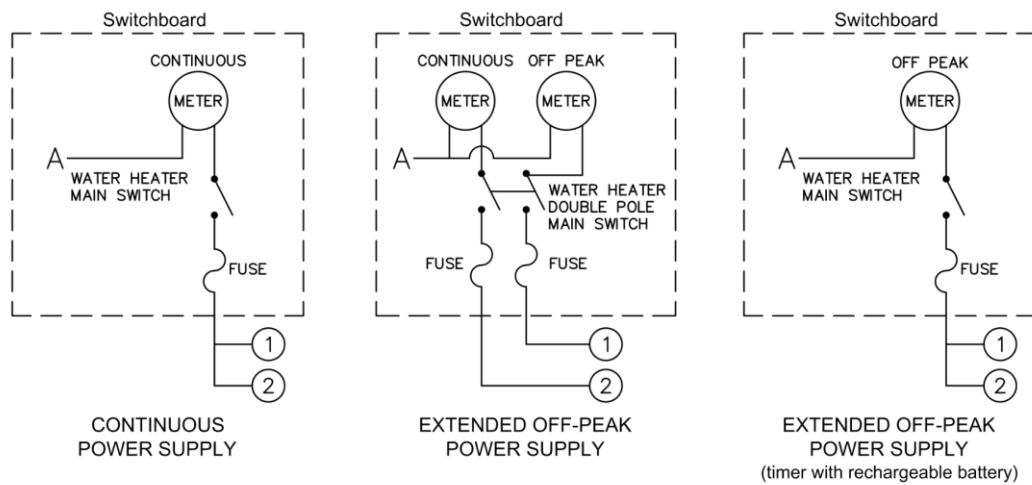 Switchboard
CONTINUOUS
METER
A
WATER HEATER
MAIN SWITCH
FUSE
1
2
CONTINUOUS
POWER SUPPLY
Switchboard
CONTINUOUS OFF PEAK
METER METER
A
WATER HEATER
DOUBLE POLE
MAIN SWITCH
FUSE FUSE
1
2
EXTENDED OFF-PEAK
POWER SUPPLY
Switchboard
OFF PEAK
METER
A
WATER HEATER
MAIN SWITCH
FUSE
1
2
EXTENDED OFF-PEAK
POWER SUPPLY
(timer with rechargeable battery)